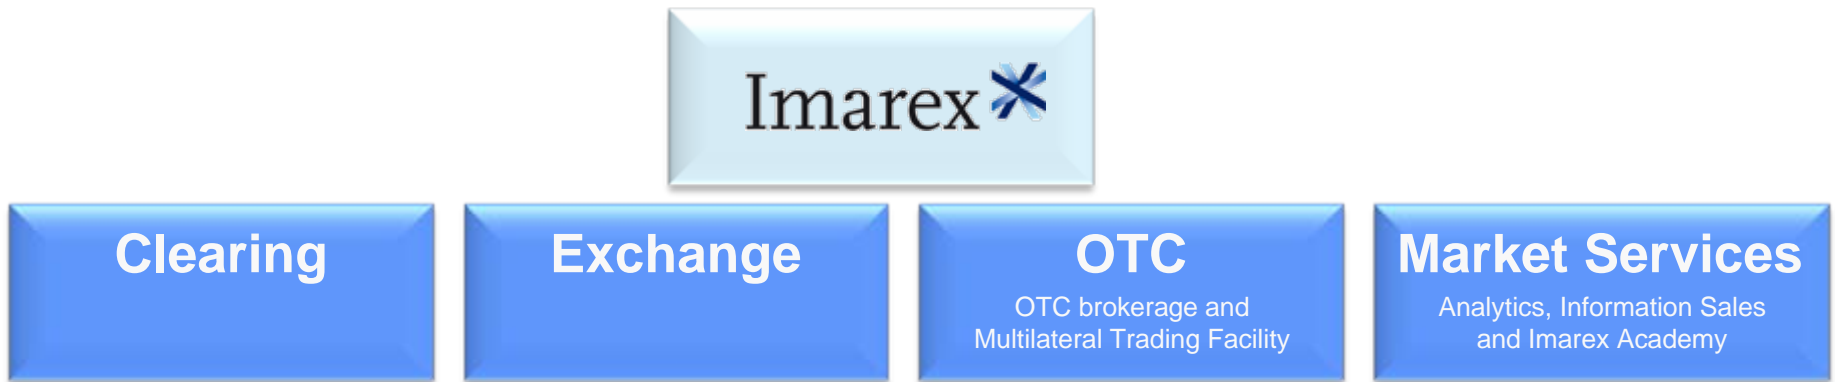 Imarex
Clearing
Exchange
OTC
OTC brokerage and
Multilateral Trading Facility
Market Services
Analytics, Information Sales
and Imarex Academy